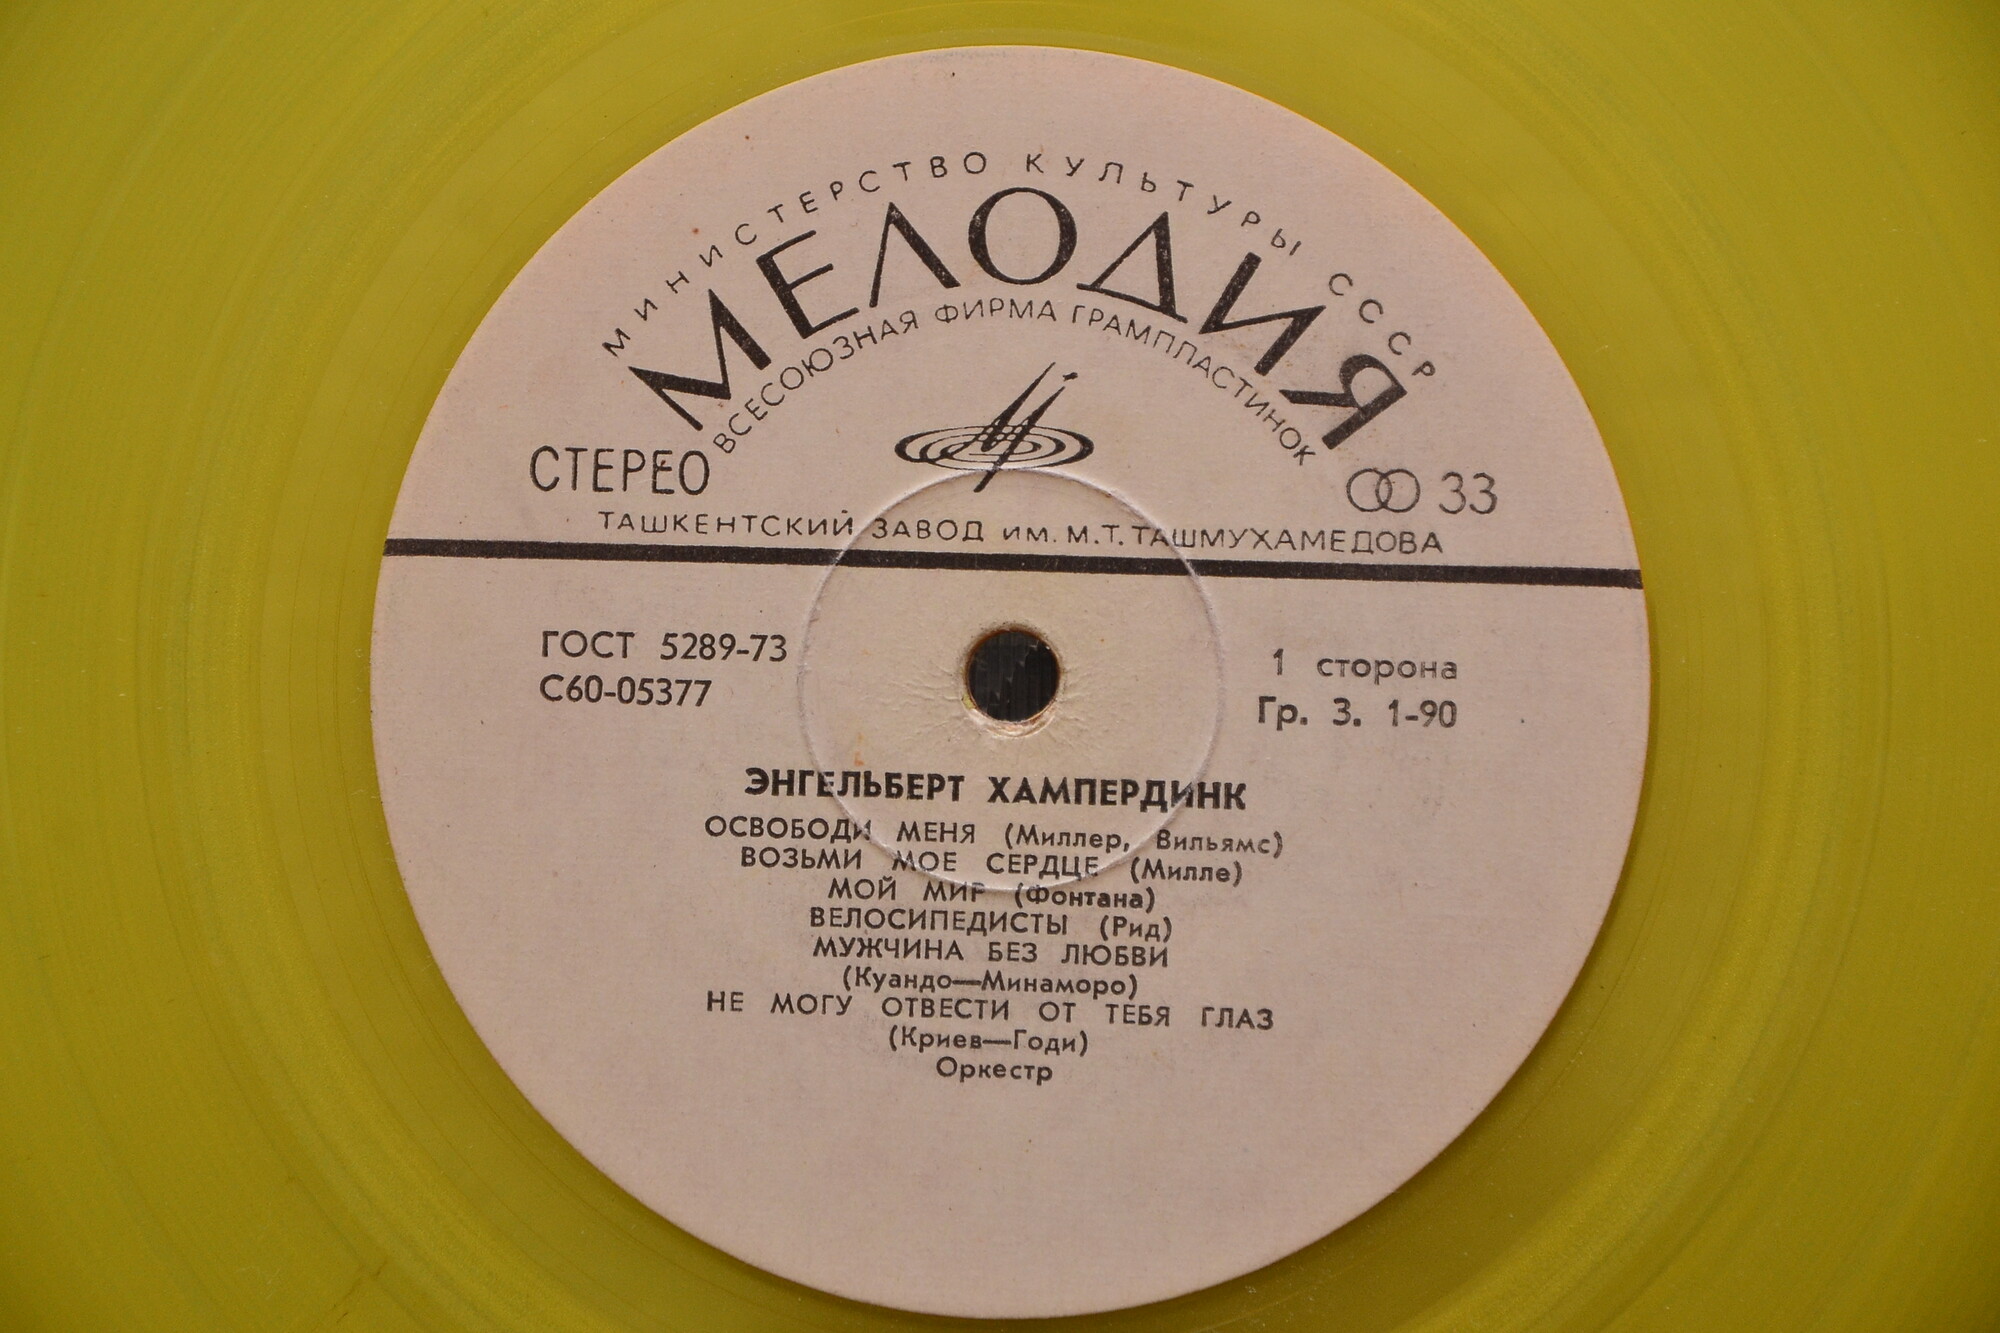 МИНИСТЕРСТВО КУЛЬТУРЫ СССР
МЕЛОДИЯ
ВСЕСОЮЗНАЯ ФИРМА ГРАМПЛАСТИНОК
СТЕРЕО
33
ТАШКЕНТСКИЙ ЗАВОД им. М.Т. ТАШМУХАМЕДОВА
ГОСТ 5289-73
С60-05377
1 сторона
Гр. 3. 1-90
ЭНГЕЛЬБЕРТ ХАМПЕРДИНК
ОСВОБОДИ МЕНЯ (Миллер, Вильямс)
ВОЗЬМИ МОЕ СЕРДЦЕ (Милле)
МОЙ МИР (Фонтана)
ВЕЛОСИПЕДИСТЫ (Рид)
МУЖЧИНА БЕЗ ЛЮБВИ
(Куандо—Минаморо)
НЕ МОГУ ОТВЕСТИ ОТ ТЕБЯ ГЛАЗ
(Криев—Годи)
Оркестр